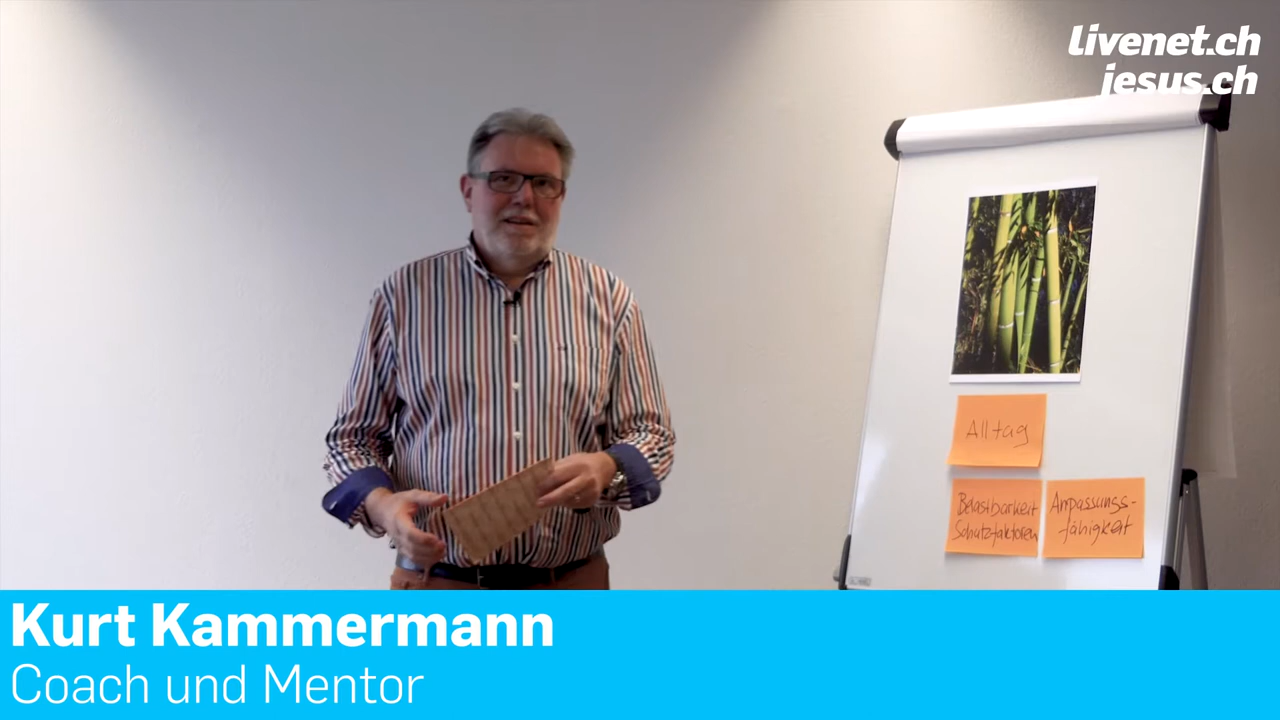 livenet.ch
jesus.ch
Alltag
Belastbarkeit
Schutzfaktoren
Anpassungs-
fähigkeit
Kurt Kammermann
Coach und Mentor